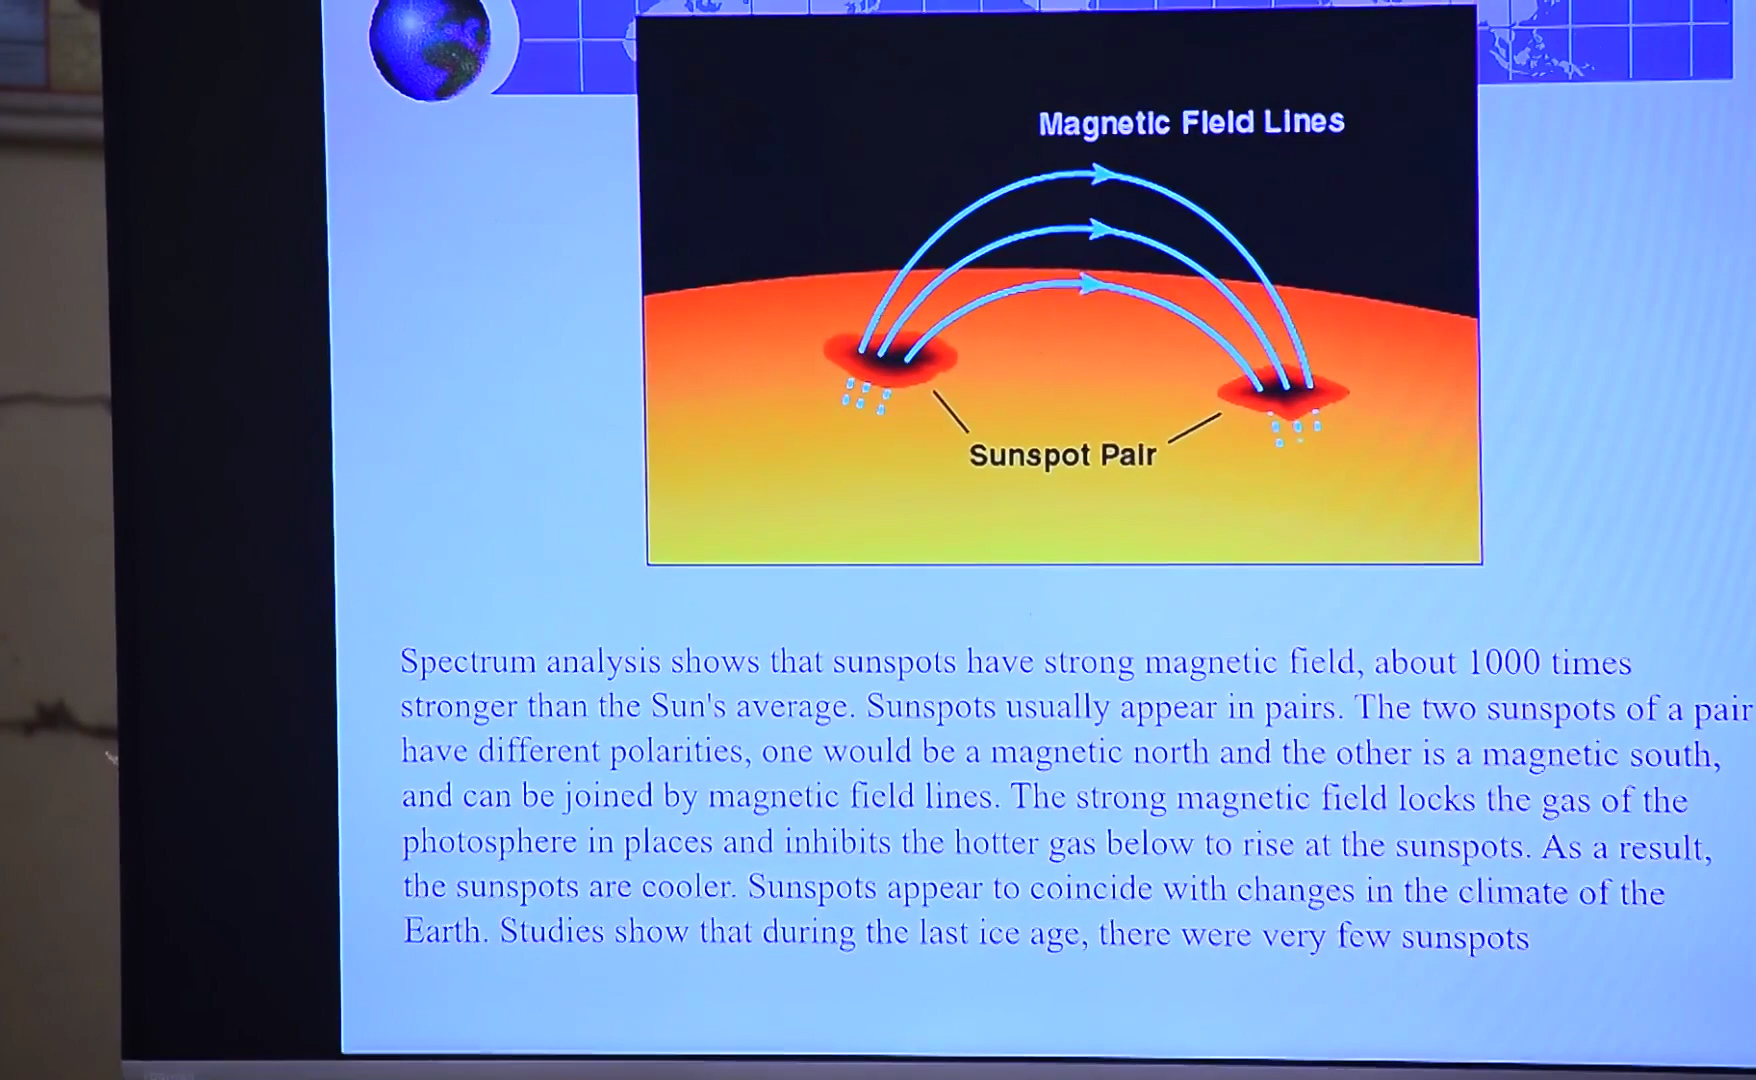 Magnetic Field Lines
Sunspot Pair
Spectrum analysis shows that sunspots have strong magnetic field, about 1000 times
stronger than the Sun's average. Sunspots usually appear in pairs. The two sunspots of a pair
have different polarities, one would be a magnetic north and the other is a magnetic south,
and can be joined by magnetic field lines. The strong magnetic field locks the gas of the
photosphere in places and inhibits the hotter gas below to rise at the sunspots. As a result,
the sunspots are cooler. Sunspots appear to coincide with changes in the climate of the
Earth. Studies show that during the last ice age, there were very few sunspots